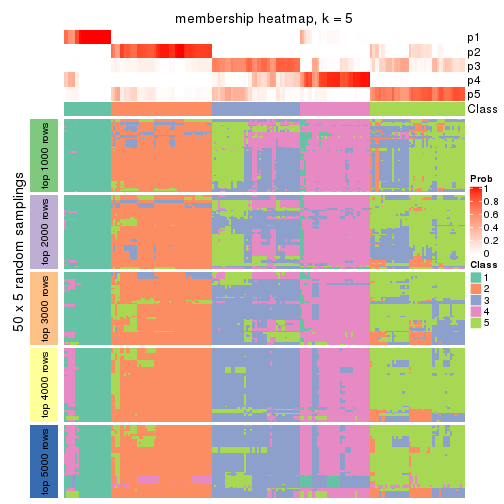 membership heatmap, k = 5
p1
p2
p3
p4
p5
Class
50 x 5 random samplings
top 1000 rows
top 2000 rows
top 3000 rows
top 4000 rows
top 5000 rows
Prob
1
0.8
0.6
0.4
0.2
0
Class
1
2
3
4
5